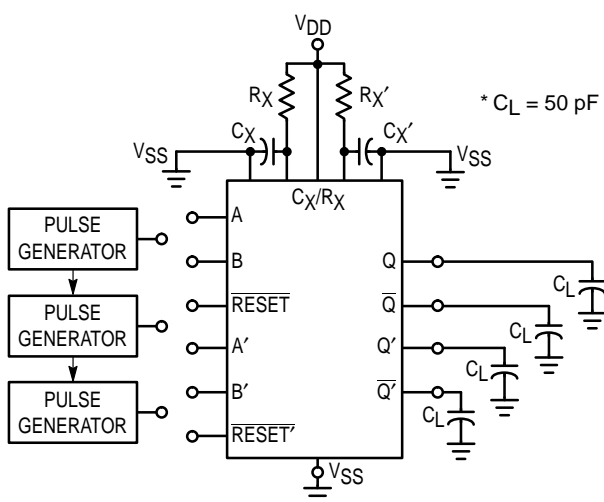 VDD
RX
RX′
* CL = 50 pF
CX
CX′
VSS
VSS
CX/RX
A
B
RESET
A′
B′
RESET′
Q
Q
Q′
Q′
CL
CL
CL
CL
PULSE
GENERATOR
PULSE
GENERATOR
PULSE
GENERATOR
VSS